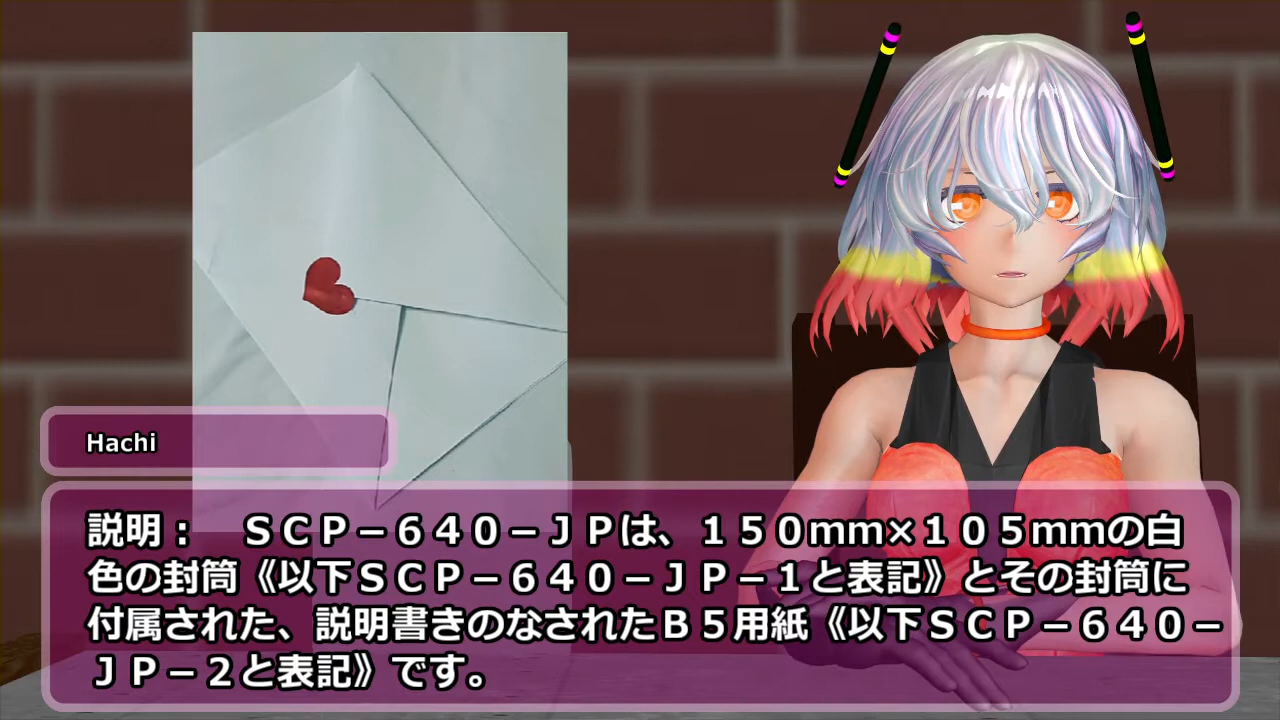 Hachi
説明：　ＳＣＰ－６４０－ＪＰは、１５０ｍｍ×１０５ｍｍの白
色の封筒《以下ＳＣＰ－６４０－ＪＰ－１と表記》とその封筒に
付属された、説明書きのなされたＢ５用紙《以下ＳＣＰ－６４０－
ＪＰ－２と表記》です。